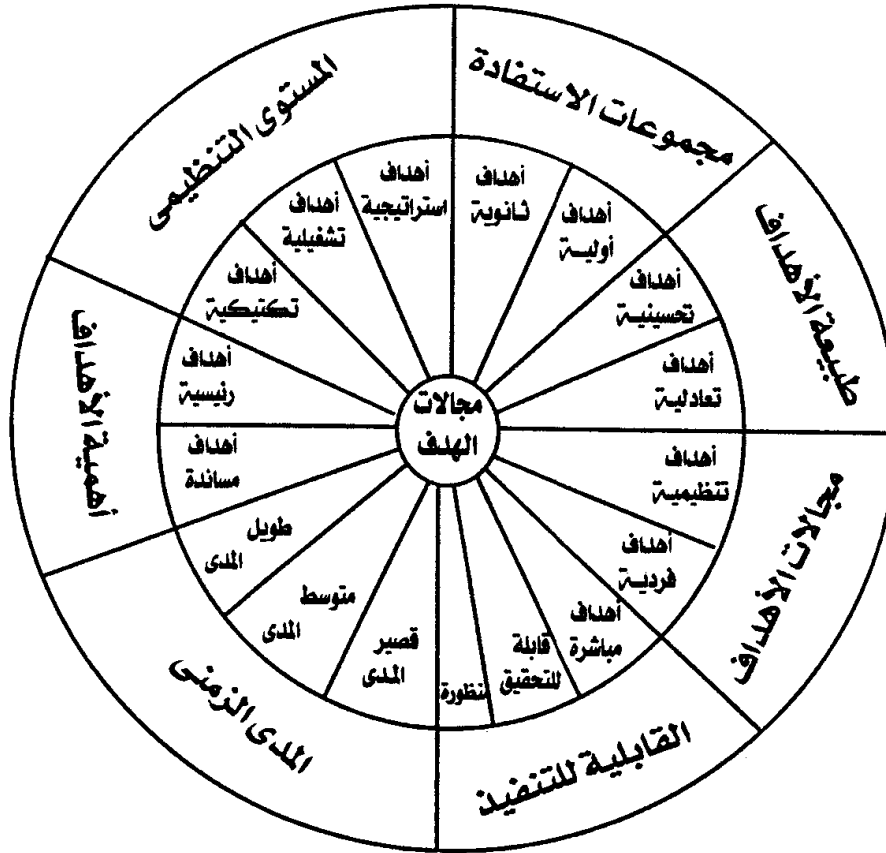 مجالات
الهدف
مجموعات الاستفادة
أهداف
ثانوية
أهداف
أولية
طبيعة الأهداف
أهداف
تحسينية
أهداف
تعادلية
مجالات الأهداف
أهداف
تنظيمية
أهداف
فردية
القابلية للتنفيذ
أهداف
مباشرة
قابلة
للتحقيق
منظورة
المدى الزمنى
قصير
المدى
متوسط
المدى
طويل
المدى
أهمية الأهداف
أهداف
مساندة
أهداف
رئيسية
المستوى التنظيمى
أهداف
تكتيكية
أهداف
تشغيلية
أهداف
استراتيجية